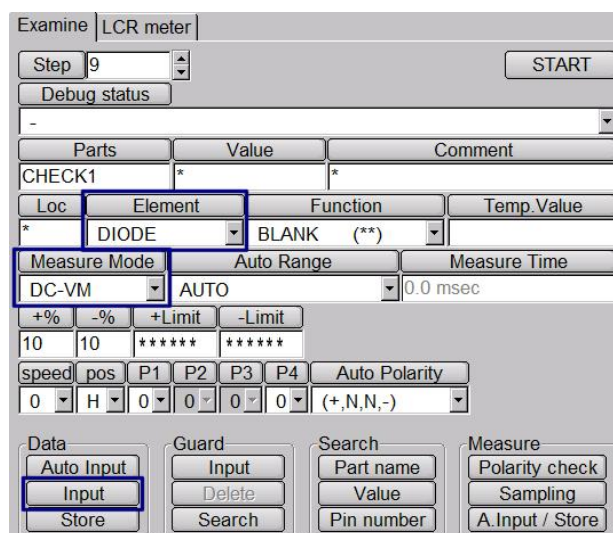 Examine LCR meter
Step 9 START
Debug status
-
Parts Value Comment
CHECK1 * *
Loc Element Function Temp.Value
* DIODE BLANK (**)
Measure Mode Auto Range Measure Time
DC-VM AUTO 0.0 msec
+% -% +Limit -Limit
10 10 ****** ******
speed pos P1 P2 P3 P4 Auto Polarity
0 H 0 0 0 0 (+,N,N,-)
Data Guard Search Measure
Auto Input Input Part name Polarity check
Input Delete Value Sampling
Store Search Pin number A.Input / Store